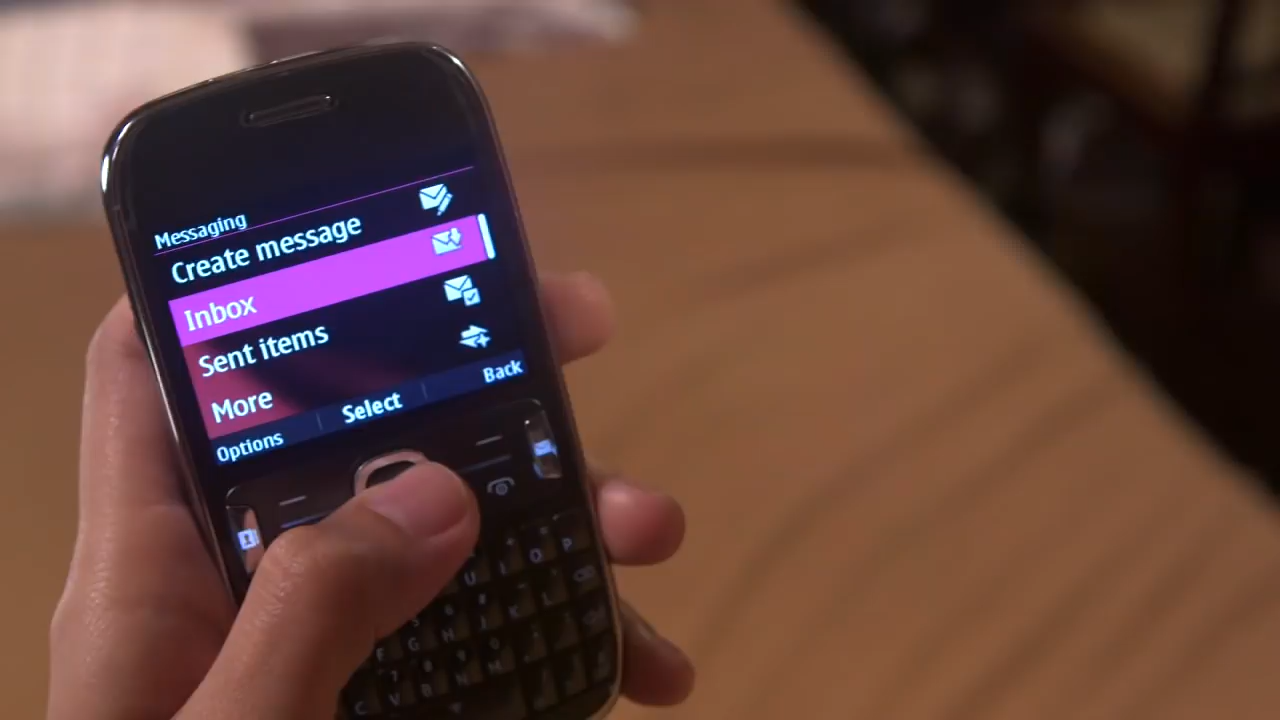 Messaging
Create message
Inbox
Sent items
More
Options Select Back
U I O P
F G H J K L
C V B N M